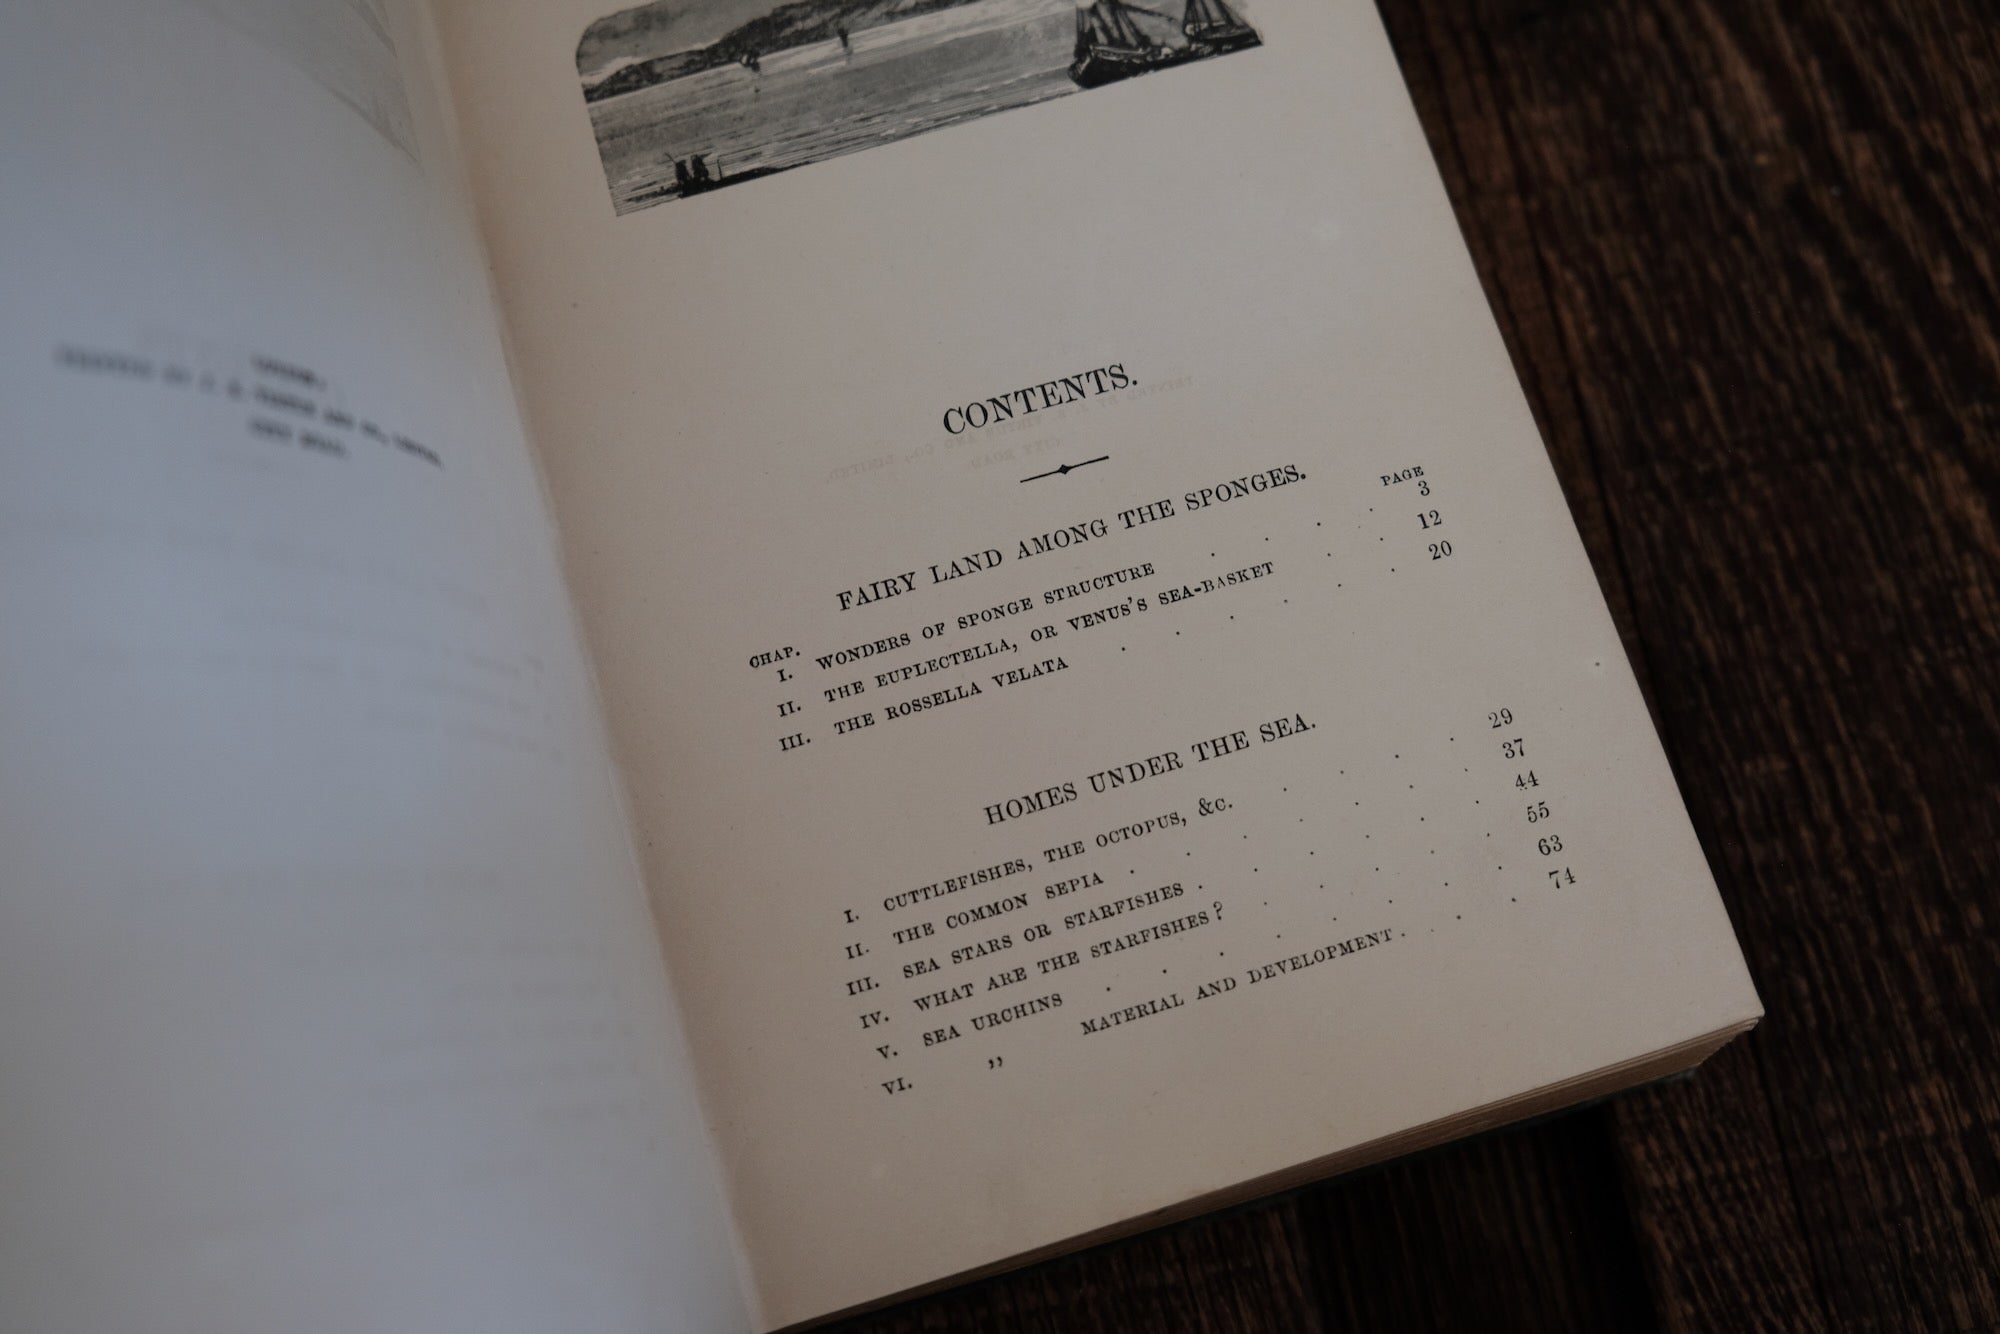 CONTENTS.
FAIRY LAND AMONG THE SPONGES.
CHAP. PAGE
I. WONDERS OF SPONGE STRUCTURE . . . . 3
II. THE EUPLECTELLA, OR VENUS'S SEA-BASKET . . 12
III. THE ROSSELLA VELATA . . . . . 20
HOMES UNDER THE SEA.
I. CUTTLEFISHES, THE OCTOPUS, &c. . . . . 29
II. THE COMMON SEPIA . . . . . . 37
III. SEA STARS OR STARFISHES . . . . . . 44
IV. WHAT ARE THE STARFISHES? . . . . . 55
V. SEA URCHINS . . . . . . . 63
VI. ,, MATERIAL AND DEVELOPMENT . . . . 74